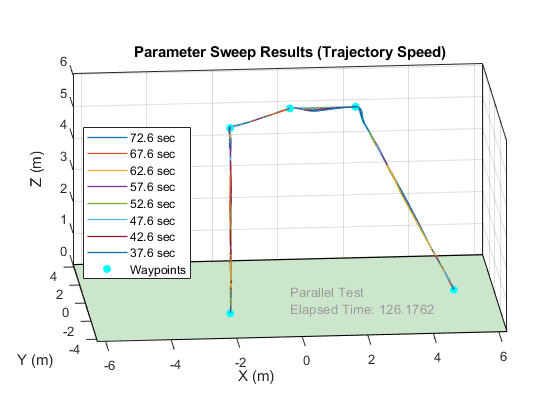 Parameter Sweep Results (Trajectory Speed)
6
5
4
3
2
1
0
Z (m)
72.6 sec
67.6 sec
62.6 sec
57.6 sec
52.6 sec
47.6 sec
42.6 sec
37.6 sec
Waypoints
4
2
0
-2
-4
Y (m)
Parallel Test
Elapsed Time: 126.1762
-6
-4
-2
0
2
4
6
X (m)